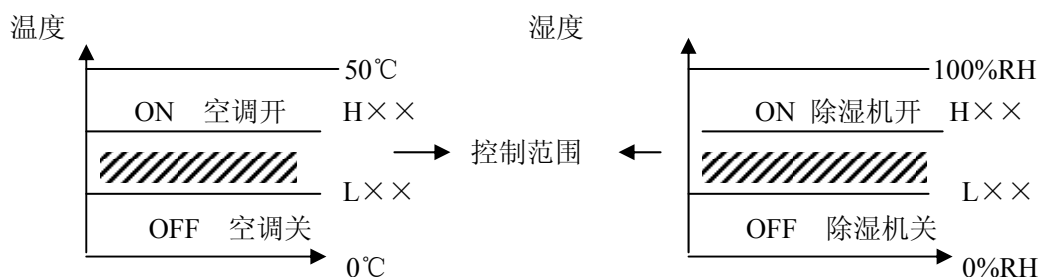 温度 湿度
50℃ 100%RH
ON 空调开 H×× ON 除湿机开 H××
控制范围
L×× L××
OFF 空调关 OFF 除湿机关
0℃ 0%RH